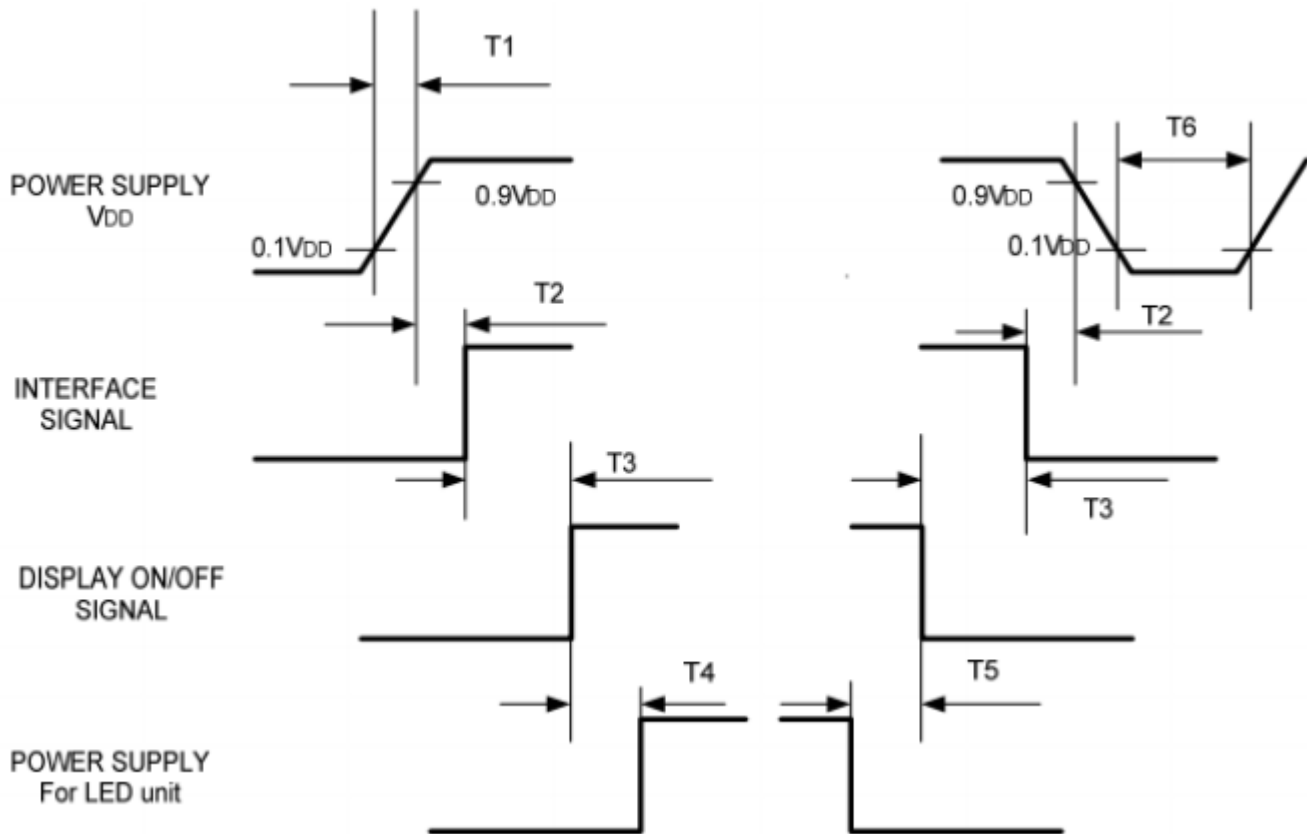 T1
T6
POWER SUPPLY
VDD
0.9VDD
0.9VDD
0.1VDD
0.1VDD
T2
T2
INTERFACE
SIGNAL
T3
T3
DISPLAY ON/OFF
SIGNAL
T4
T5
POWER SUPPLY
For LED unit